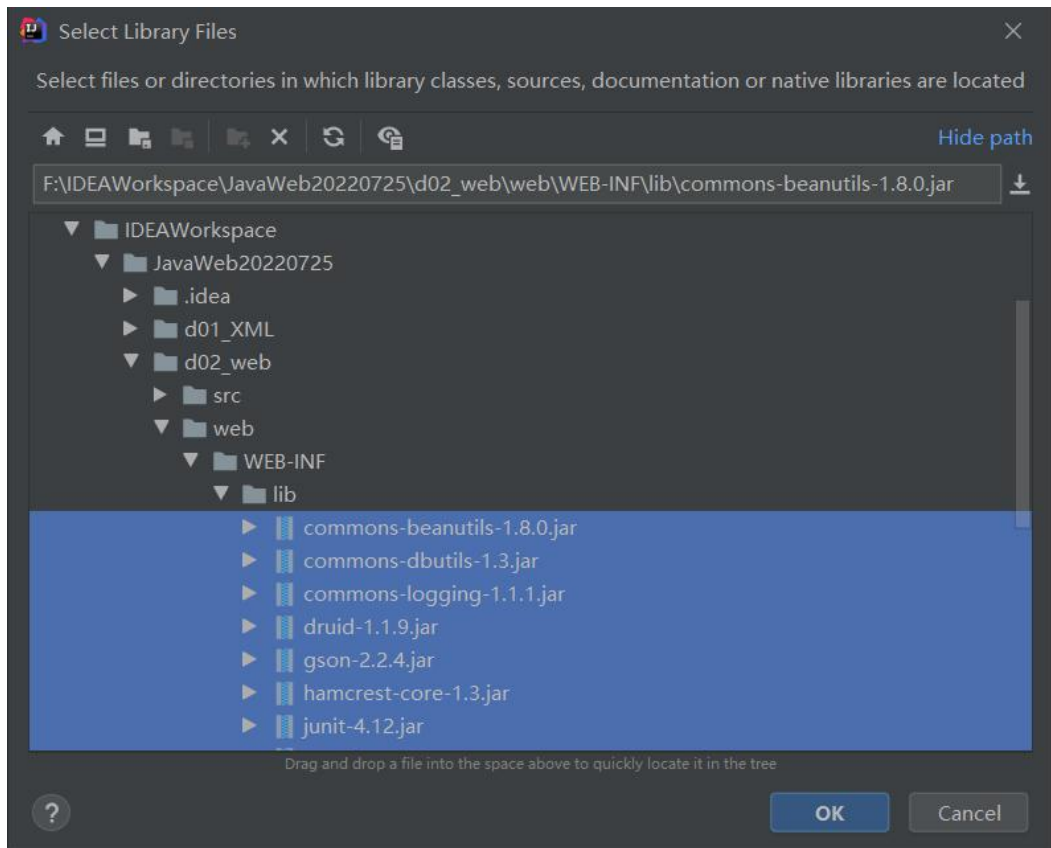 Select Library Files
Select files or directories in which library classes, sources, documentation or native libraries are located
Hide path
F:\IDEAWorkspace\JavaWeb20220725\d02_web\web\WEB-INF\lib\commons-beanutils-1.8.0.jar
IDEAWorkspace
JavaWeb20220725
.idea
d01_XML
d02_web
src
web
WEB-INF
lib
commons-beanutils-1.8.0.jar
commons-dbutils-1.3.jar
commons-logging-1.1.1.jar
druid-1.1.9.jar
gson-2.2.4.jar
hamcrest-core-1.3.jar
junit-4.12.jar
Drag and drop a file into the space above to quickly locate it in the tree
? OK Cancel